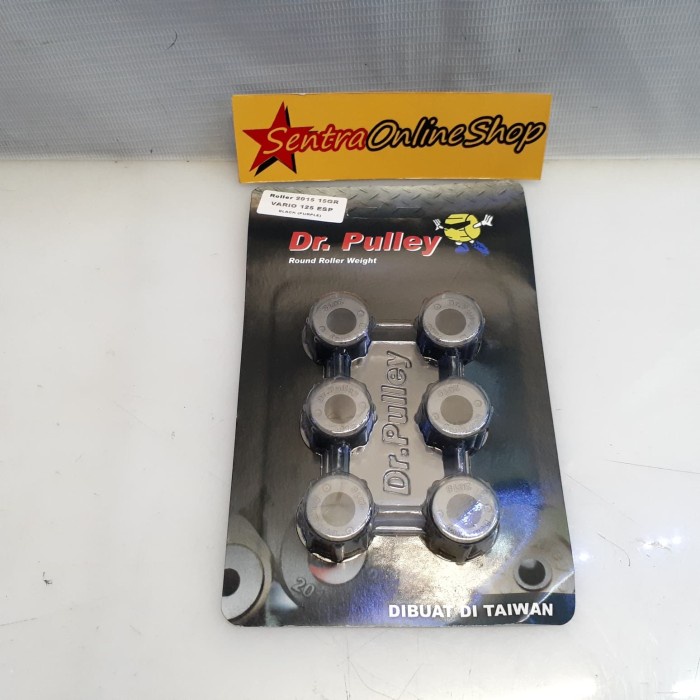 SentraOnlineShop
Roller 2015 15GR
VARIO 125 ESP
BLACK (PURPLE)
Dr. Pulley
Round Roller Weight
Dr.Pulley
20
DIBUAT DI TAIWAN